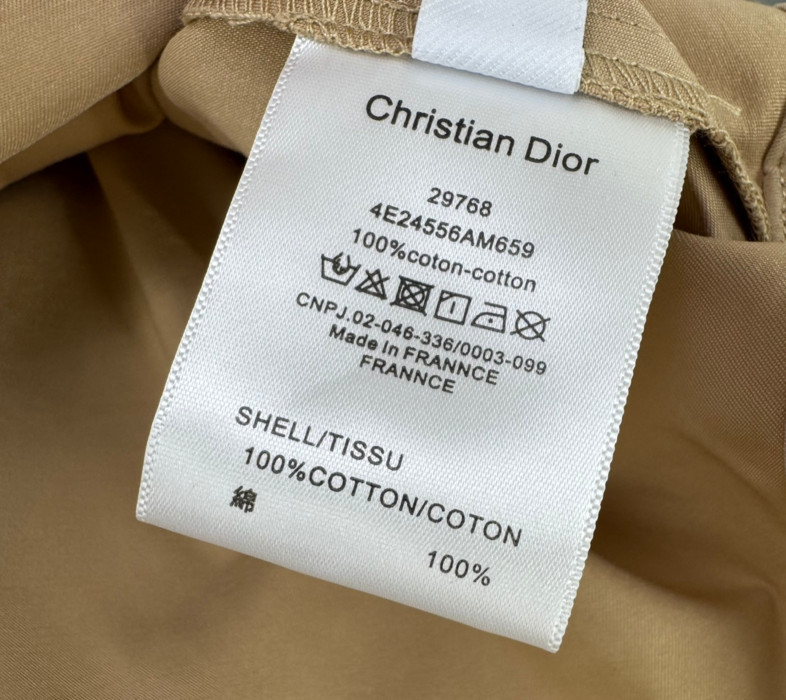 Christian Dior
29768
4E24556AM659
100%coton-cotton
CNPJ.02-046-336/0003-099
Made In FRANNCE
FRANNCE
SHELL/TISSU
100%COTTON/COTON
綿
100%